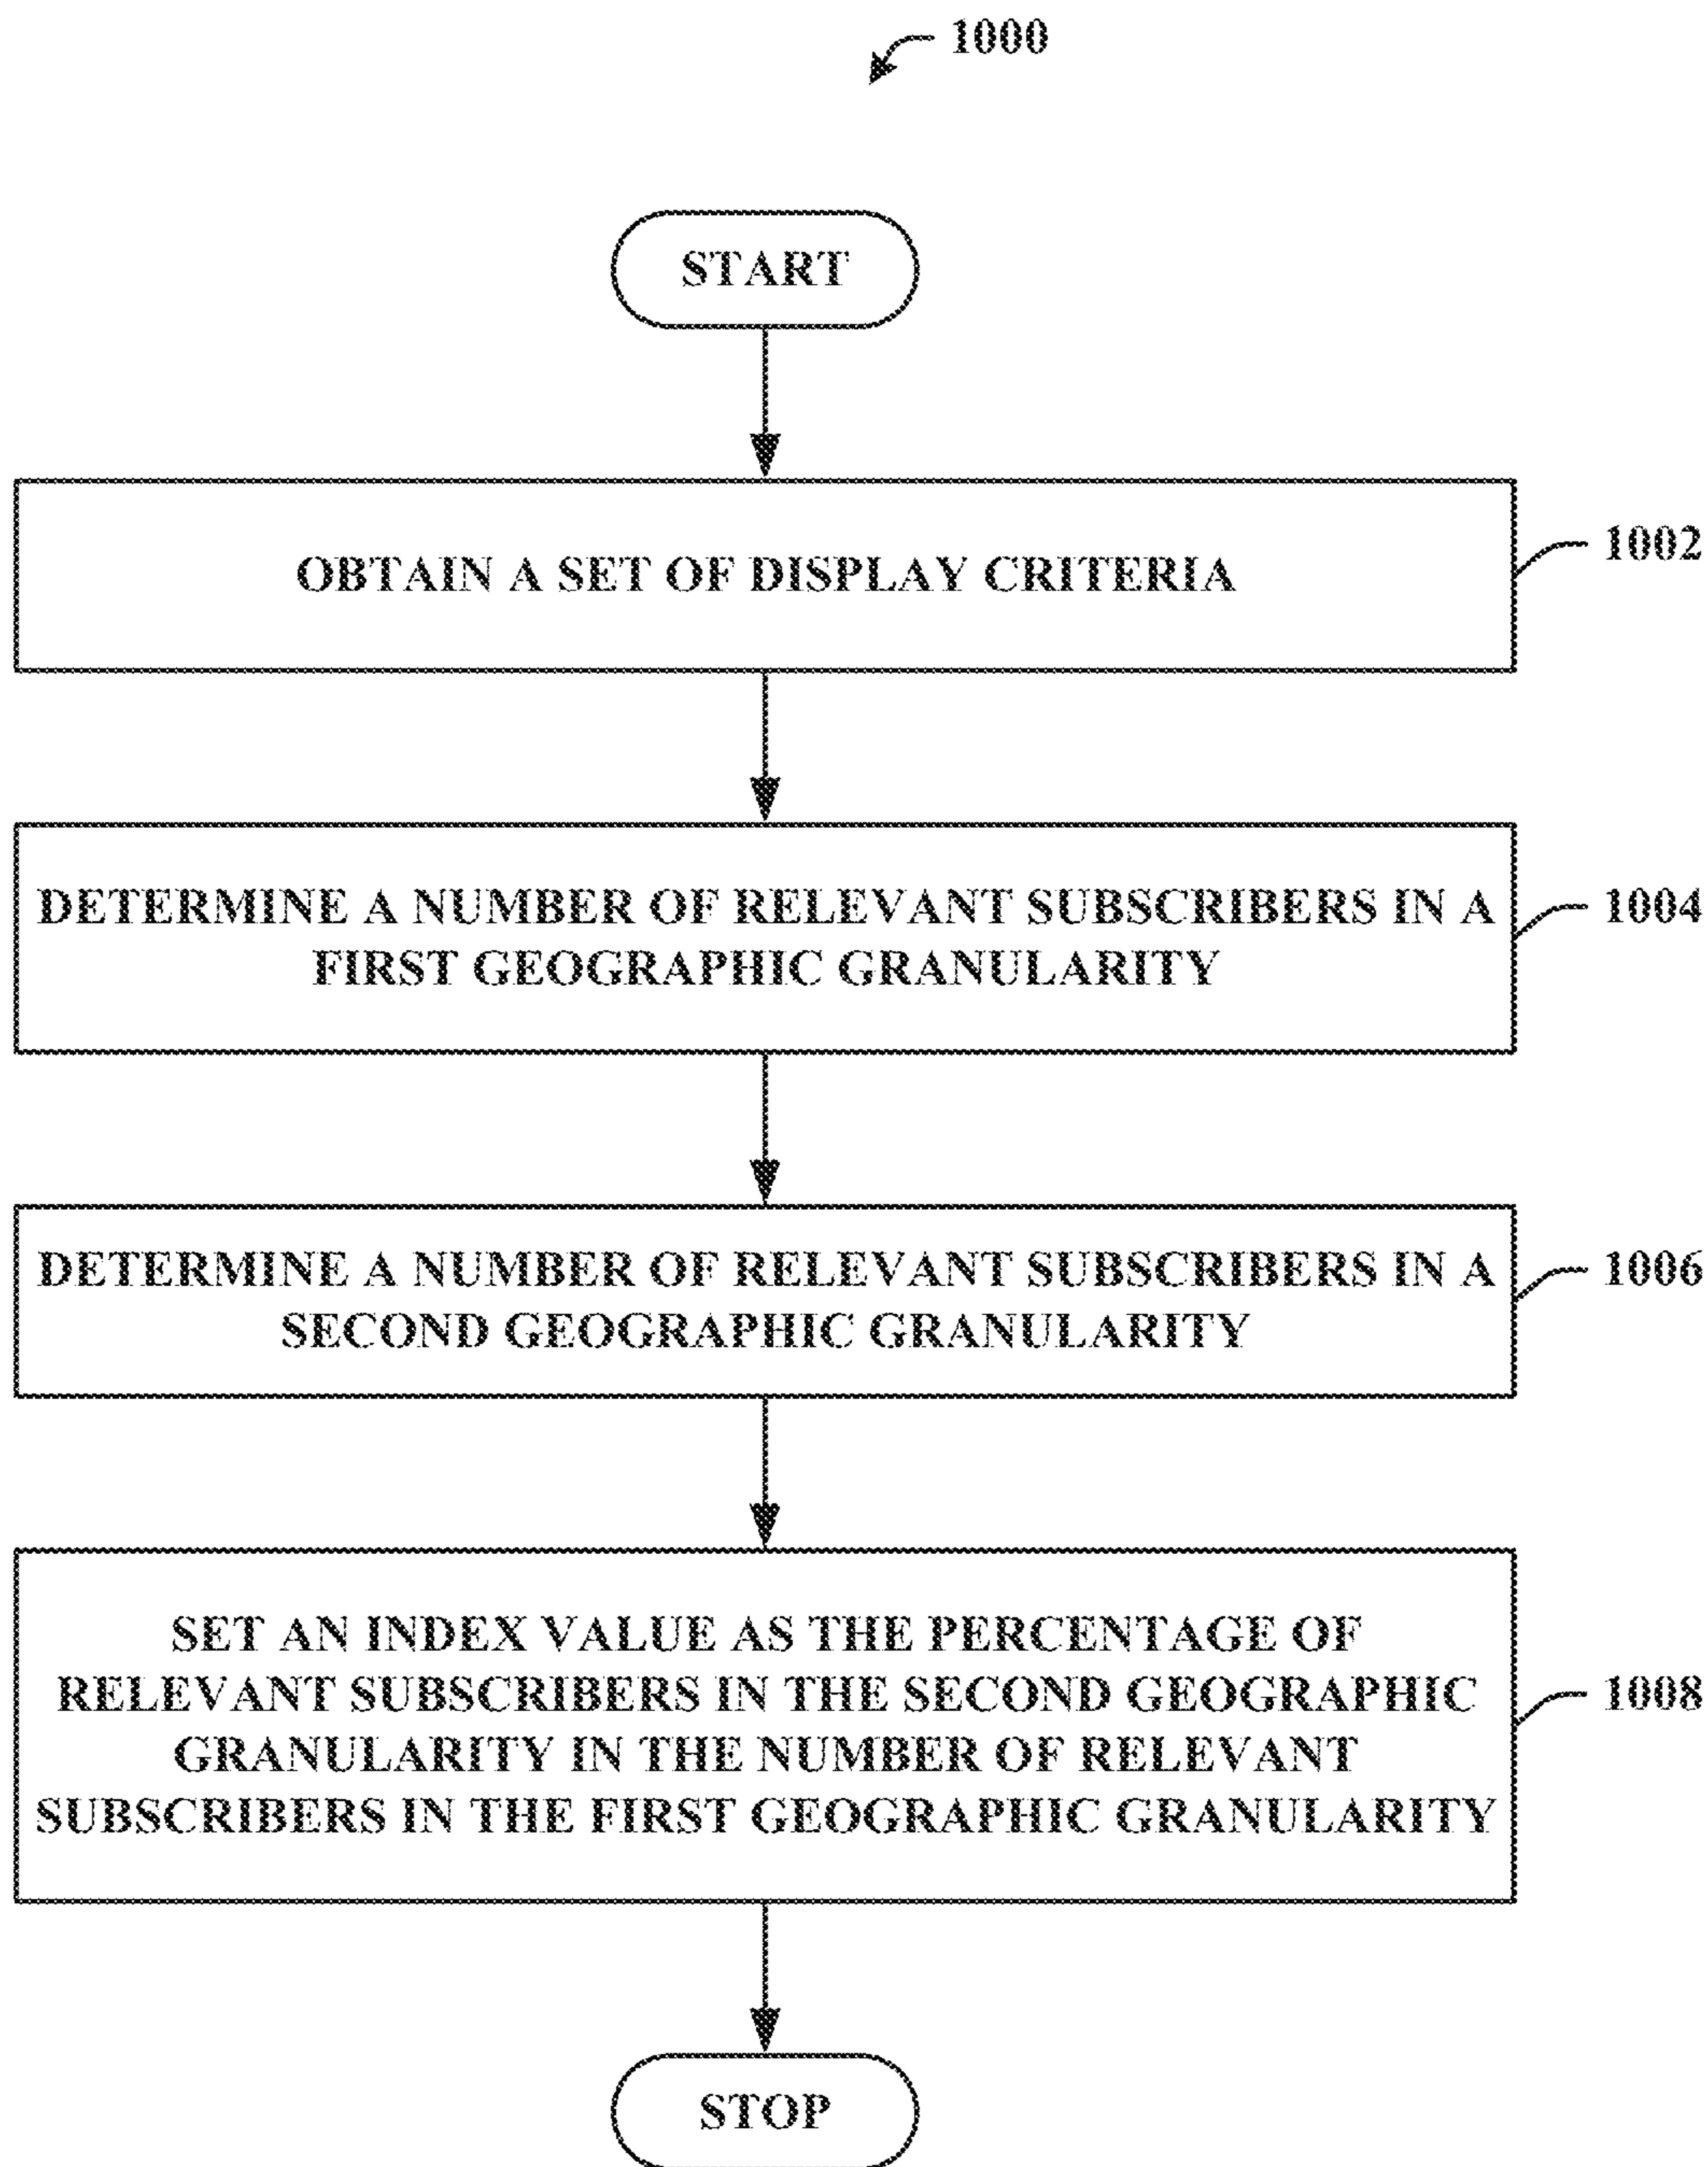 1000
START
OBTAIN A SET OF DISPLAY CRITERIA
1002
DETERMINE A NUMBER OF RELEVANT SUBSCRIBERS IN A
FIRST GEOGRAPHIC GRANULARITY
1004
DETERMINE A NUMBER OF RELEVANT SUBSCRIBERS IN A
SECOND GEOGRAPHIC GRANULARITY
1006
SET AN INDEX VALUE AS THE PERCENTAGE OF
RELEVANT SUBSCRIBERS IN THE SECOND GEOGRAPHIC
GRANULARITY IN THE NUMBER OF RELEVANT
SUBSCRIBERS IN THE FIRST GEOGRAPHIC GRANULARITY
1008
STOP